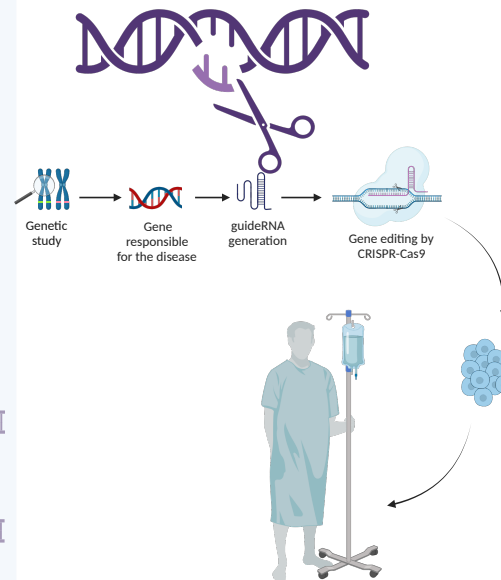 Genetic
study
Gene
responsible
for the disease
guideRNA
generation
Gene editing by
CRISPR-Cas9